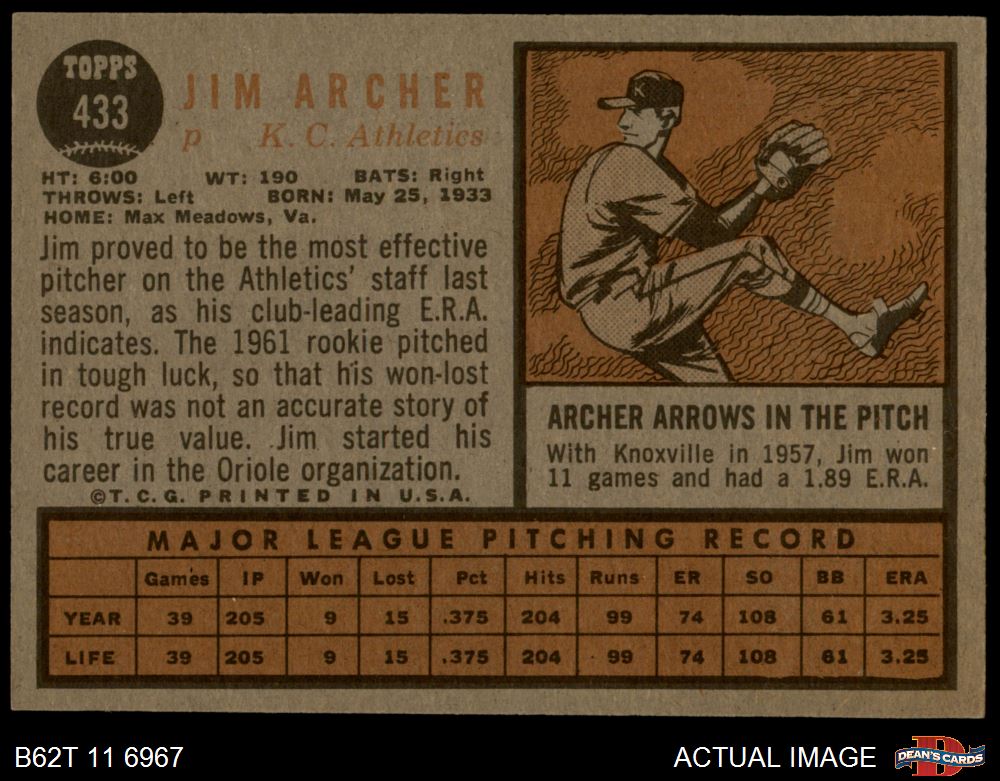 TOPPS
433
JIM ARCHER
p K. C. Athletics
HT: 6:00 WT: 190 BATS: Right
THROWS: Left BORN: May 25, 1933
HOME: Max Meadows, Va.
Jim proved to be the most effective
pitcher on the Athletics' staff last
season, as his club-leading E.R.A.
indicates. The 1961 rookie pitched
in tough luck, so that his won-lost
record was not an accurate story of
his true value. Jim started his
career in the Oriole organization.
©T.C.G. PRINTED IN U.S.A.
K
ARCHER ARROWS IN THE PITCH
With Knoxville in 1957, Jim won
11 games and had a 1.89 E.R.A.
MAJOR LEAGUE PITCHING RECORD
Games IP Won Lost Pct Hits Runs ER SO BB ERA
YEAR 39 205 9 15 .375 204 99 74 108 61 3.25
LIFE 39 205 9 15 .375 204 99 74 108 61 3.25
B62T 11 6967
ACTUAL IMAGE
D
DEAN'S CARDS